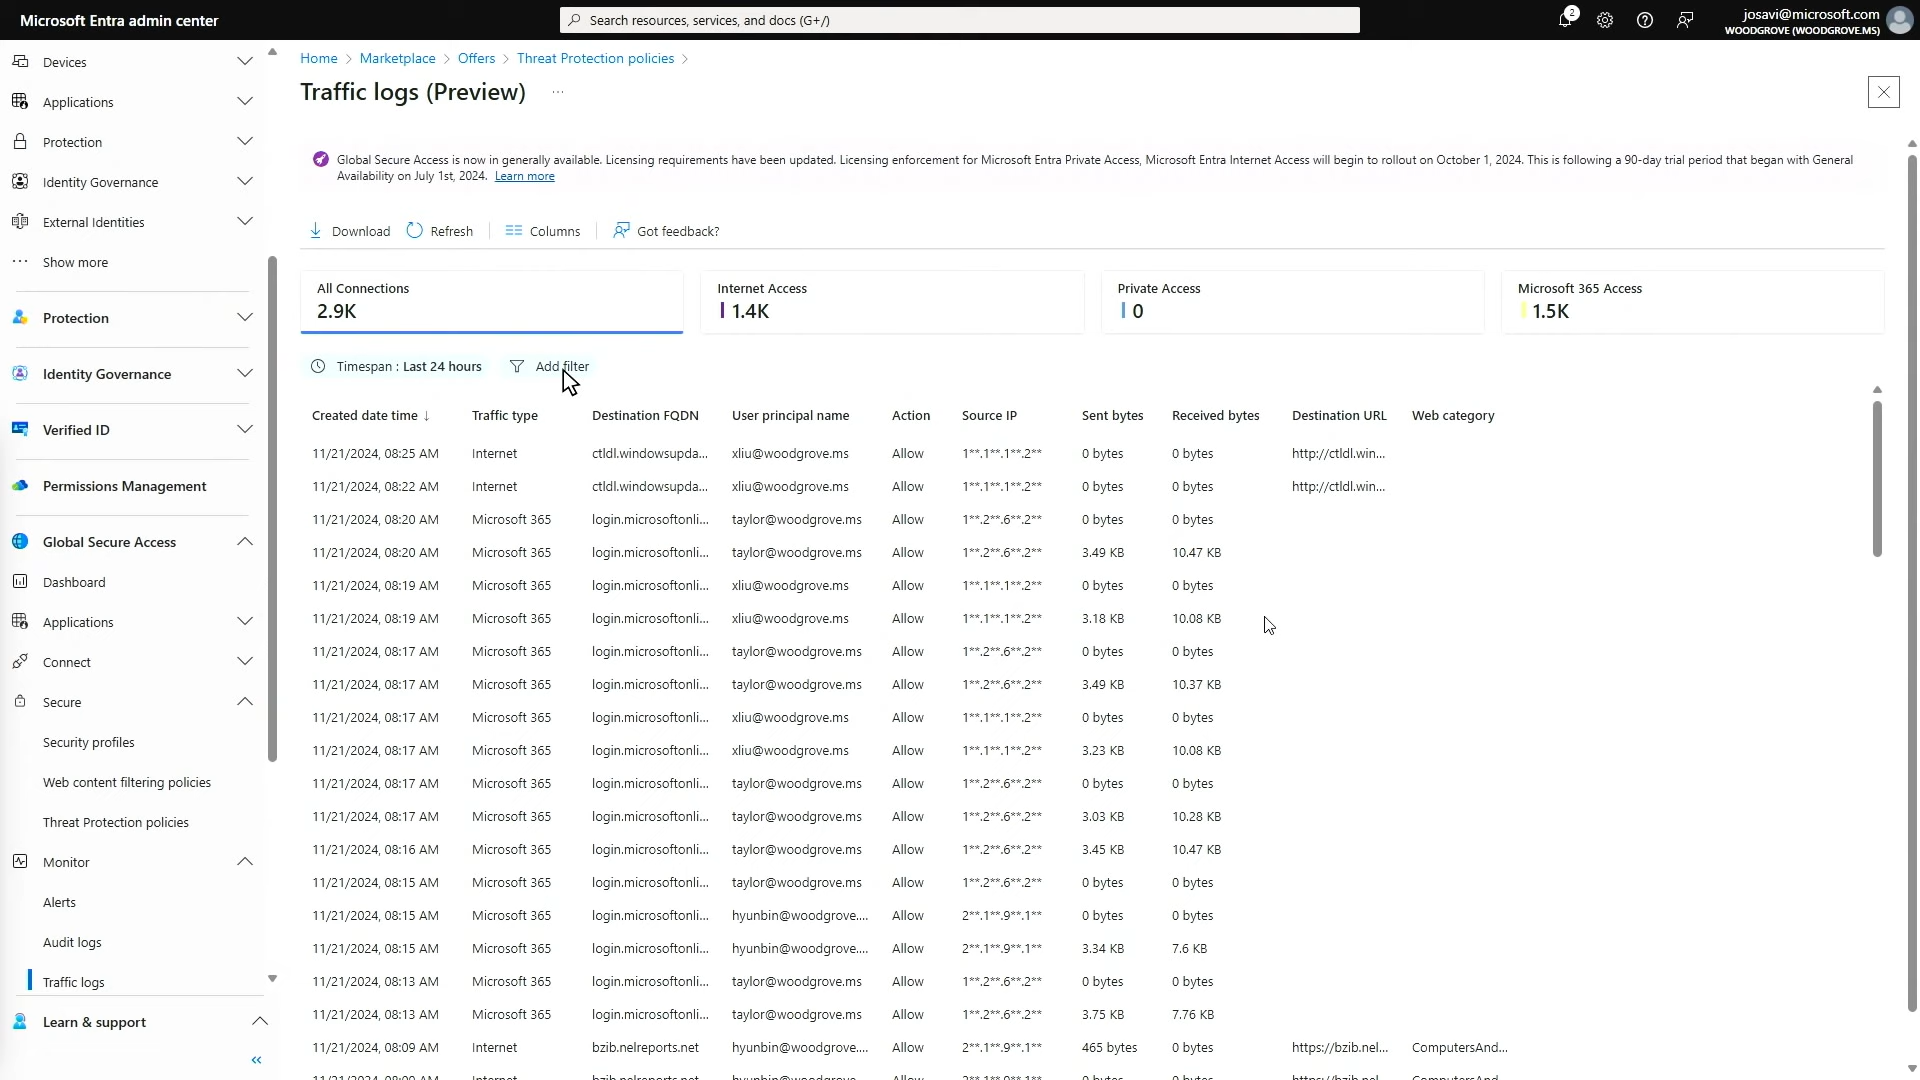 Microsoft Entra admin center
Search resources, services, and docs (G+/)
2
josavi@microsoft.com
WOODGROVE (WOODGROVE.MS)
Devices
Applications
Protection
Identity Governance
External Identities
Show more
Protection
Identity Governance
Verified ID
Permissions Management
Global Secure Access
Dashboard
Applications
Connect
Secure
Security profiles
Web content filtering policies
Threat Protection policies
Monitor
Alerts
Audit logs
Traffic logs
Learn & support
Home > Marketplace > Offers > Threat Protection policies >
Traffic logs (Preview) ...
Global Secure Access is now in generally available. Licensing requirements have been updated. Licensing enforcement for Microsoft Entra Private Access, Microsoft Entra Internet Access will begin to rollout on October 1, 2024. This is following a 90-day trial period that began with General
Availability on July 1st, 2024. Learn more
Download Refresh Columns Got feedback?
All Connections
2.9K
Internet Access
1.4K
Private Access
0
Microsoft 365 Access
1.5K
Timespan : Last 24 hours Add filter
Created date time ↓ Traffic type Destination FQDN User principal name Action Source IP Sent bytes Received bytes Destination URL Web category
11/21/2024, 08:25 AM Internet ctldl.windowsupda... xliu@woodgrove.ms Allow 1**.1**.1**.2** 0 bytes 0 bytes http://ctldl.win...
11/21/2024, 08:22 AM Internet ctldl.windowsupda... xliu@woodgrove.ms Allow 1**.1**.1**.2** 0 bytes 0 bytes http://ctldl.win...
11/21/2024, 08:20 AM Microsoft 365 login.microsoftonli... taylor@woodgrove.ms Allow 1**.2**.6**.2** 0 bytes 0 bytes
11/21/2024, 08:20 AM Microsoft 365 login.microsoftonli... taylor@woodgrove.ms Allow 1**.2**.6**.2** 3.49 KB 10.47 KB
11/21/2024, 08:19 AM Microsoft 365 login.microsoftonli... xliu@woodgrove.ms Allow 1**.1**.1**.2** 0 bytes 0 bytes
11/21/2024, 08:19 AM Microsoft 365 login.microsoftonli... xliu@woodgrove.ms Allow 1**.1**.1**.2** 3.18 KB 10.08 KB
11/21/2024, 08:17 AM Microsoft 365 login.microsoftonli... taylor@woodgrove.ms Allow 1**.2**.6**.2** 0 bytes 0 bytes
11/21/2024, 08:17 AM Microsoft 365 login.microsoftonli... taylor@woodgrove.ms Allow 1**.2**.6**.2** 3.49 KB 10.37 KB
11/21/2024, 08:17 AM Microsoft 365 login.microsoftonli... xliu@woodgrove.ms Allow 1**.1**.1**.2** 0 bytes 0 bytes
11/21/2024, 08:17 AM Microsoft 365 login.microsoftonli... xliu@woodgrove.ms Allow 1**.1**.1**.2** 3.23 KB 10.08 KB
11/21/2024, 08:17 AM Microsoft 365 login.microsoftonli... taylor@woodgrove.ms Allow 1**.2**.6**.2** 0 bytes 0 bytes
11/21/2024, 08:17 AM Microsoft 365 login.microsoftonli... taylor@woodgrove.ms Allow 1**.2**.6**.2** 3.03 KB 10.28 KB
11/21/2024, 08:16 AM Microsoft 365 login.microsoftonli... taylor@woodgrove.ms Allow 1**.2**.6**.2** 3.45 KB 10.47 KB
11/21/2024, 08:15 AM Microsoft 365 login.microsoftonli... taylor@woodgrove.ms Allow 1**.2**.6**.2** 0 bytes 0 bytes
11/21/2024, 08:15 AM Microsoft 365 login.microsoftonli... hyunbin@woodgrove.... Allow 2**.1**.9**.1** 0 bytes 0 bytes
11/21/2024, 08:15 AM Microsoft 365 login.microsoftonli... hyunbin@woodgrove.... Allow 2**.1**.9**.1** 3.34 KB 7.6 KB
11/21/2024, 08:13 AM Microsoft 365 login.microsoftonli... taylor@woodgrove.ms Allow 1**.2**.6**.2** 0 bytes 0 bytes
11/21/2024, 08:13 AM Microsoft 365 login.microsoftonli... taylor@woodgrove.ms Allow 1**.2**.6**.2** 3.75 KB 7.76 KB
11/21/2024, 08:09 AM Internet bzib.nelreports.net hyunbin@woodgrove.... Allow 2**.1**.9**.1** 465 bytes 0 bytes https://bzib.nel... ComputersAnd...